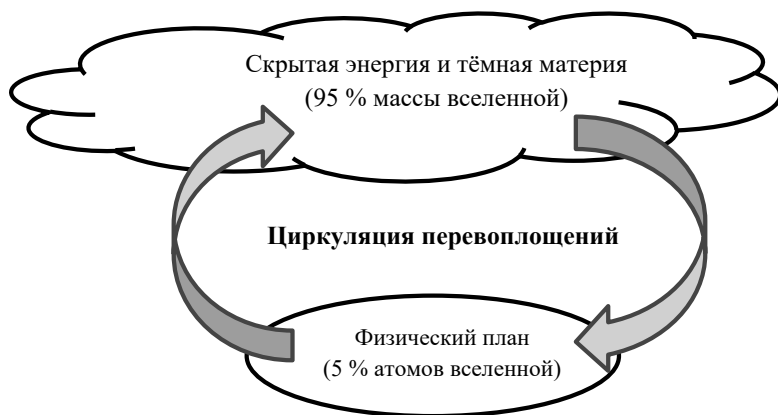 Скрытая энергия и тёмная материя
(95 % массы вселенной)
Циркуляция перевоплощений
Физический план
(5 % атомов вселенной)